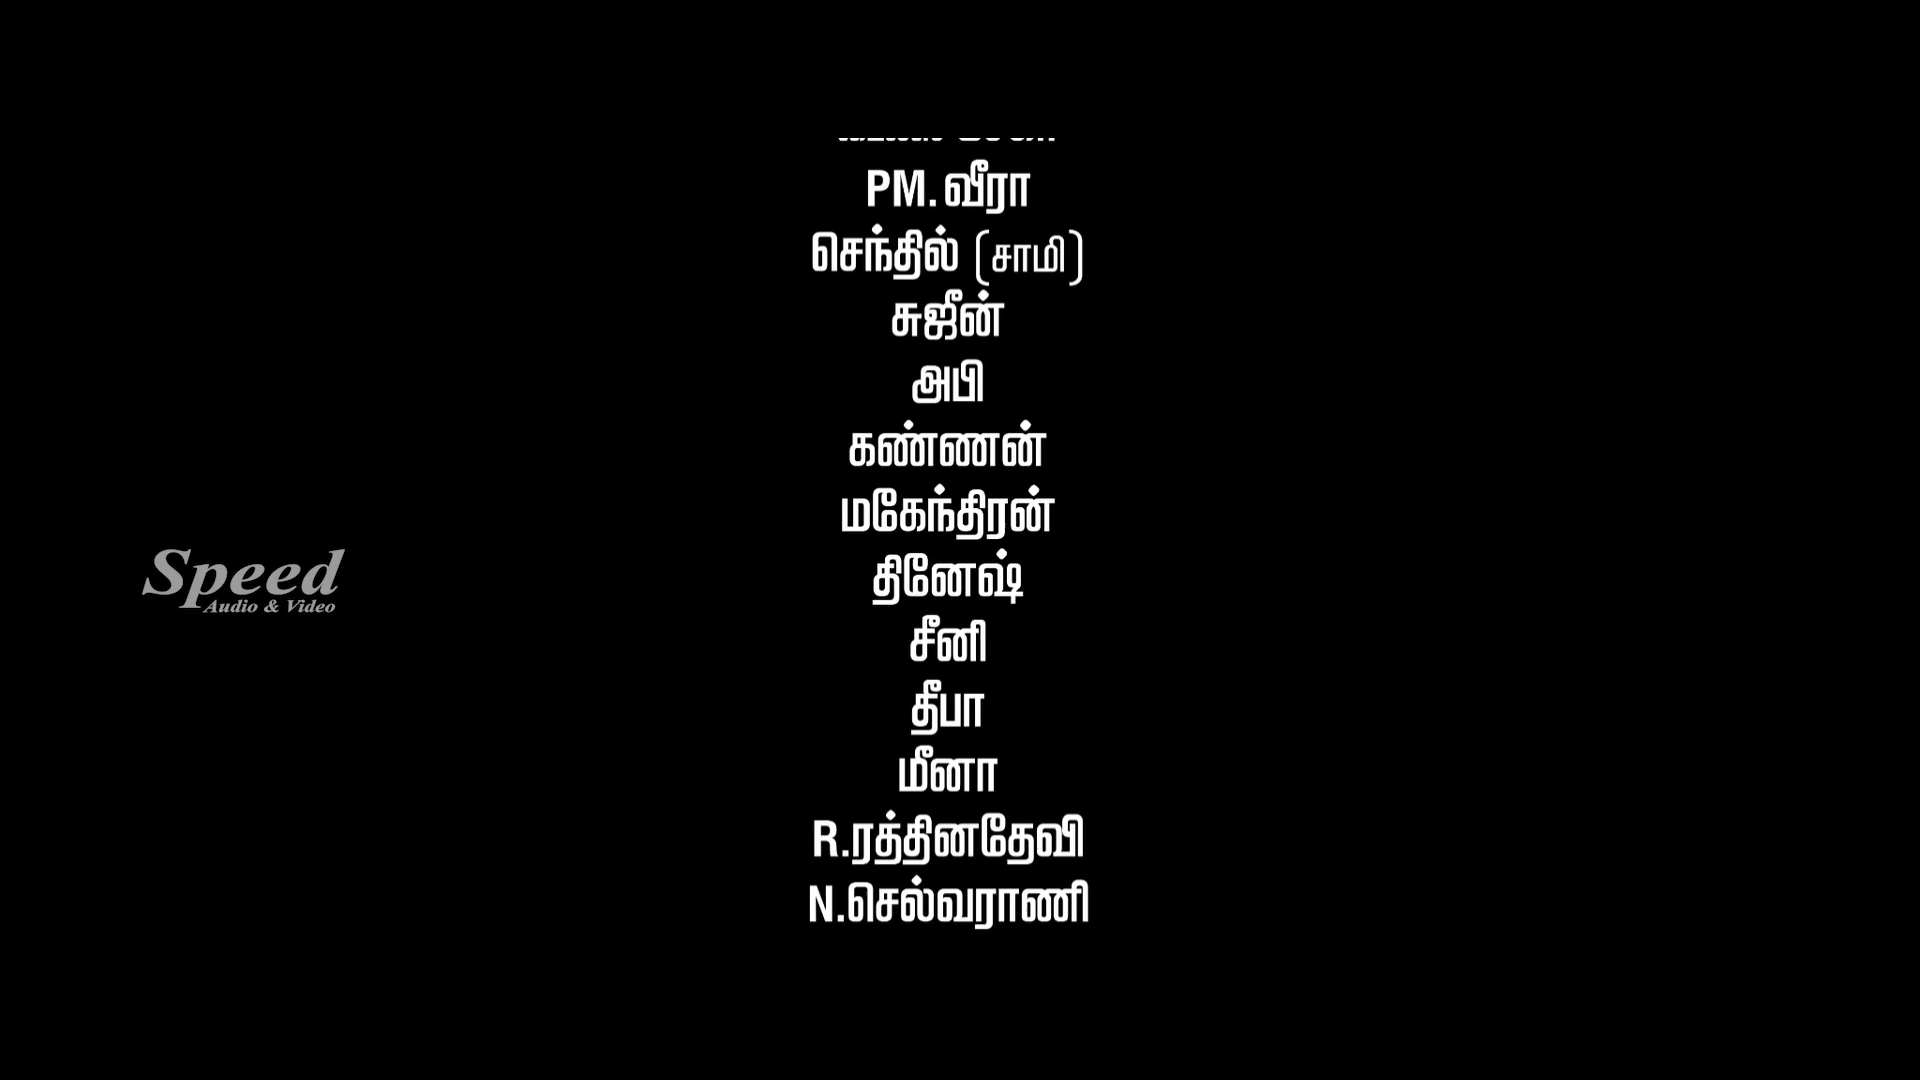 PM.வீரா
செந்தில் (சாமி)
சுஜீன்
அபி
கண்ணன்
மகேந்திரன்
தினேஷ்
சீனி
தீபா
மீனா
R.ரத்தினதேவி
N.செல்வராணி
Speed
Audio & Video